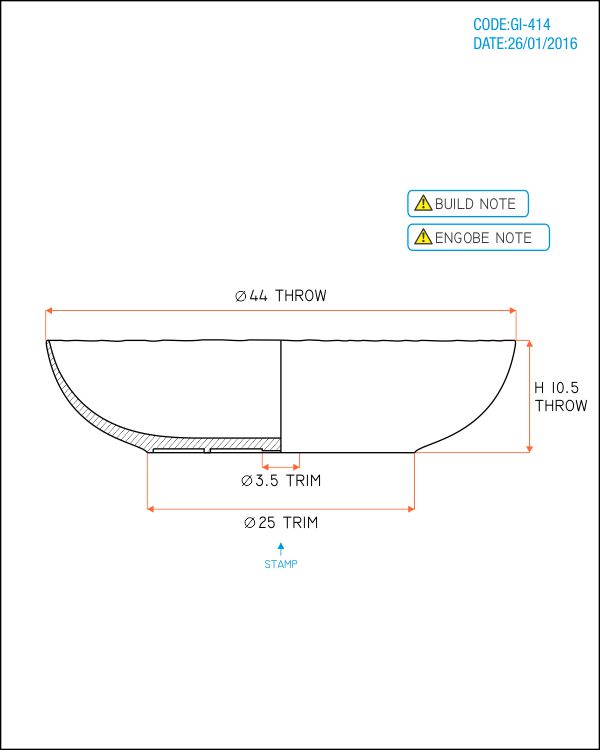 CODE:GI-414
DATE:26/01/2016
BUILD NOTE
ENGOBE NOTE
Ø44 THROW
H 10.5
THROW
Ø3.5 TRIM
Ø25 TRIM
STAMP